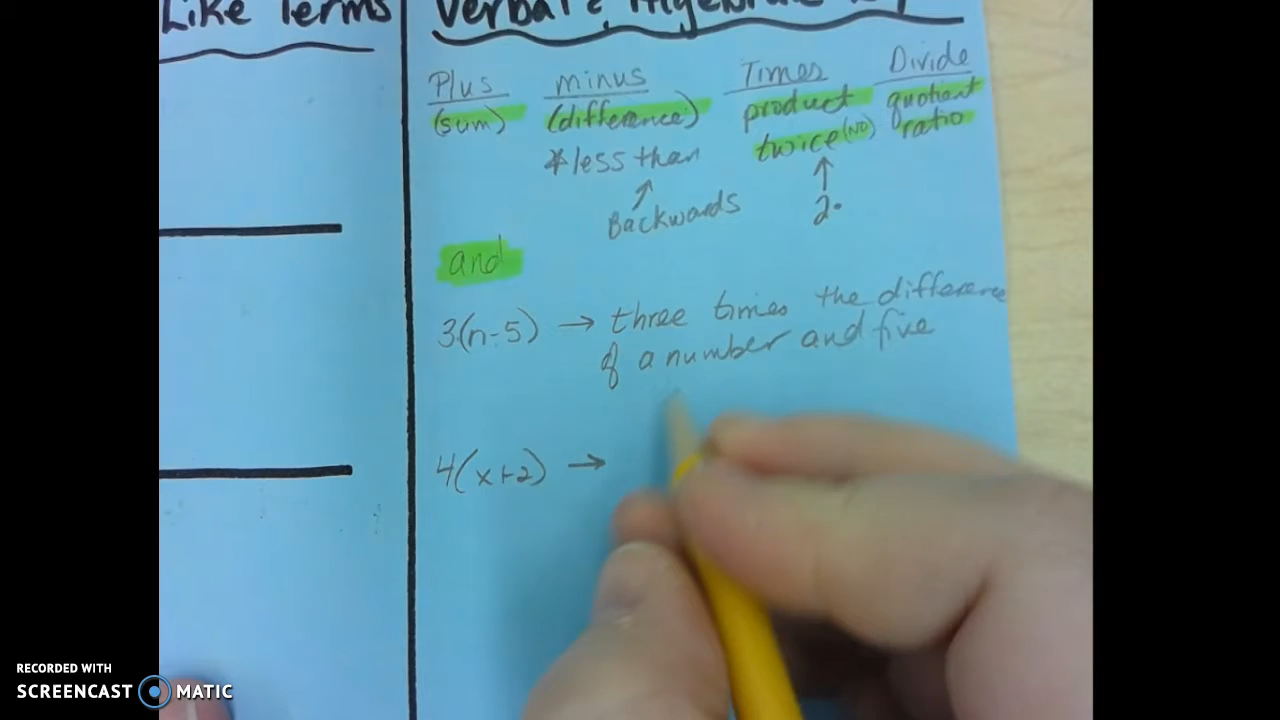 Like Terms
Verbal &
Plus
(sum)
minus
(difference)
*less than
Backwards
Times
product
twice (NO)
2•
Divide
quotient
ratio
and
3(n-5) → three times the difference
of a number and five
4(x+2) →
RECORDED WITH
SCREENCAST MATIC